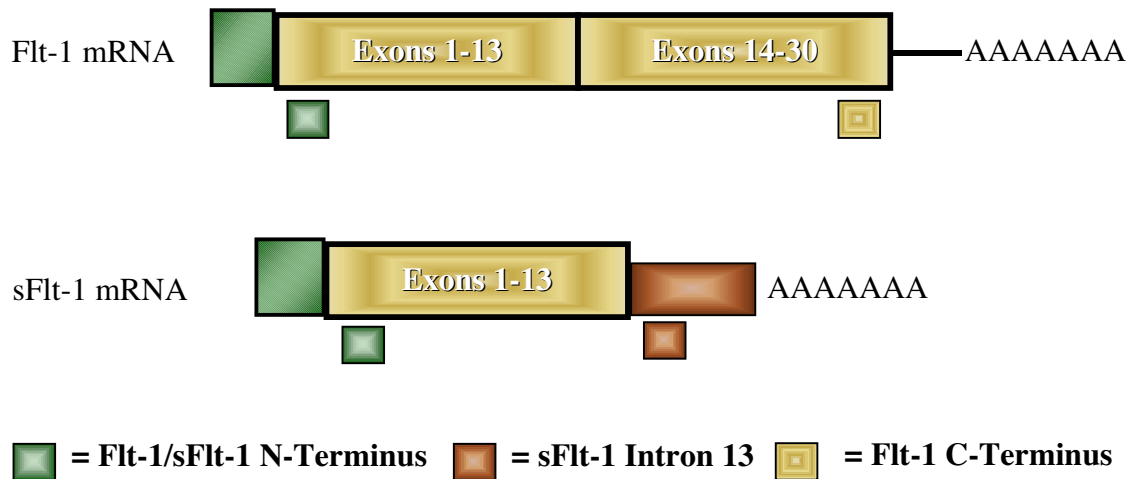 Flt-1 mRNA Exons 1-13 Exons 14-30 AAAAAAA
sFlt-1 mRNA Exons 1-13 AAAAAAA
= Flt-1/sFlt-1 N-Terminus = sFlt-1 Intron 13 = Flt-1 C-Terminus